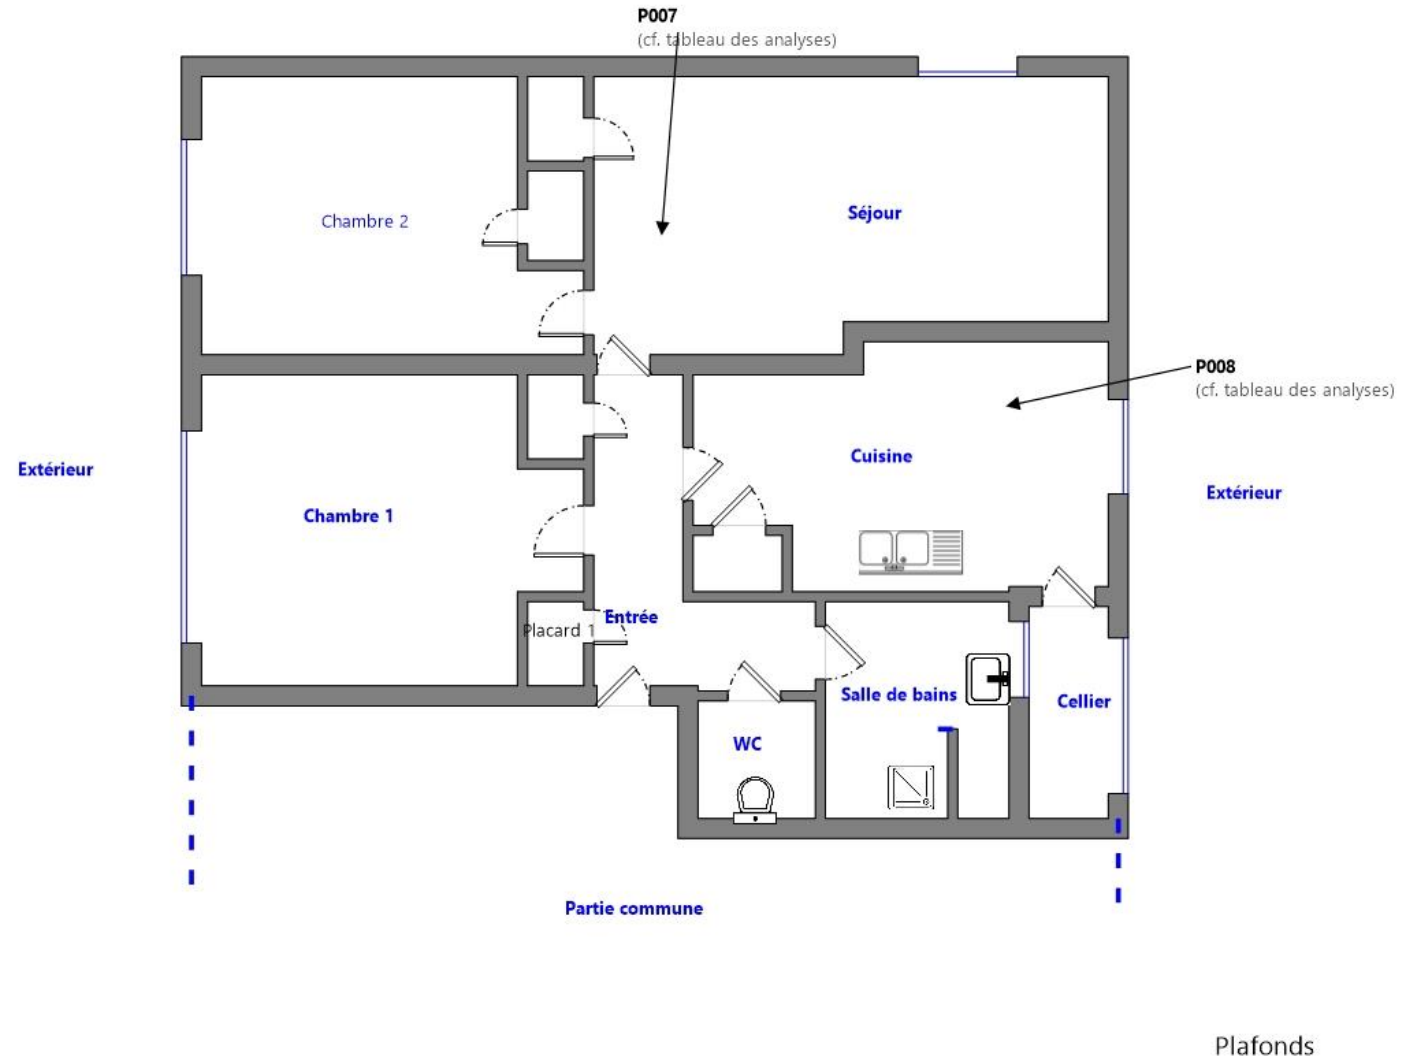 P007
(cf. tableau des analyses)
Séjour
Chambre 2
P008
(cf. tableau des analyses)
Cuisine
Extérieur
Extérieur
Chambre 1
Entrée
Placard 1
Salle de bains
Cellier
WC
Partie commune
Plafonds